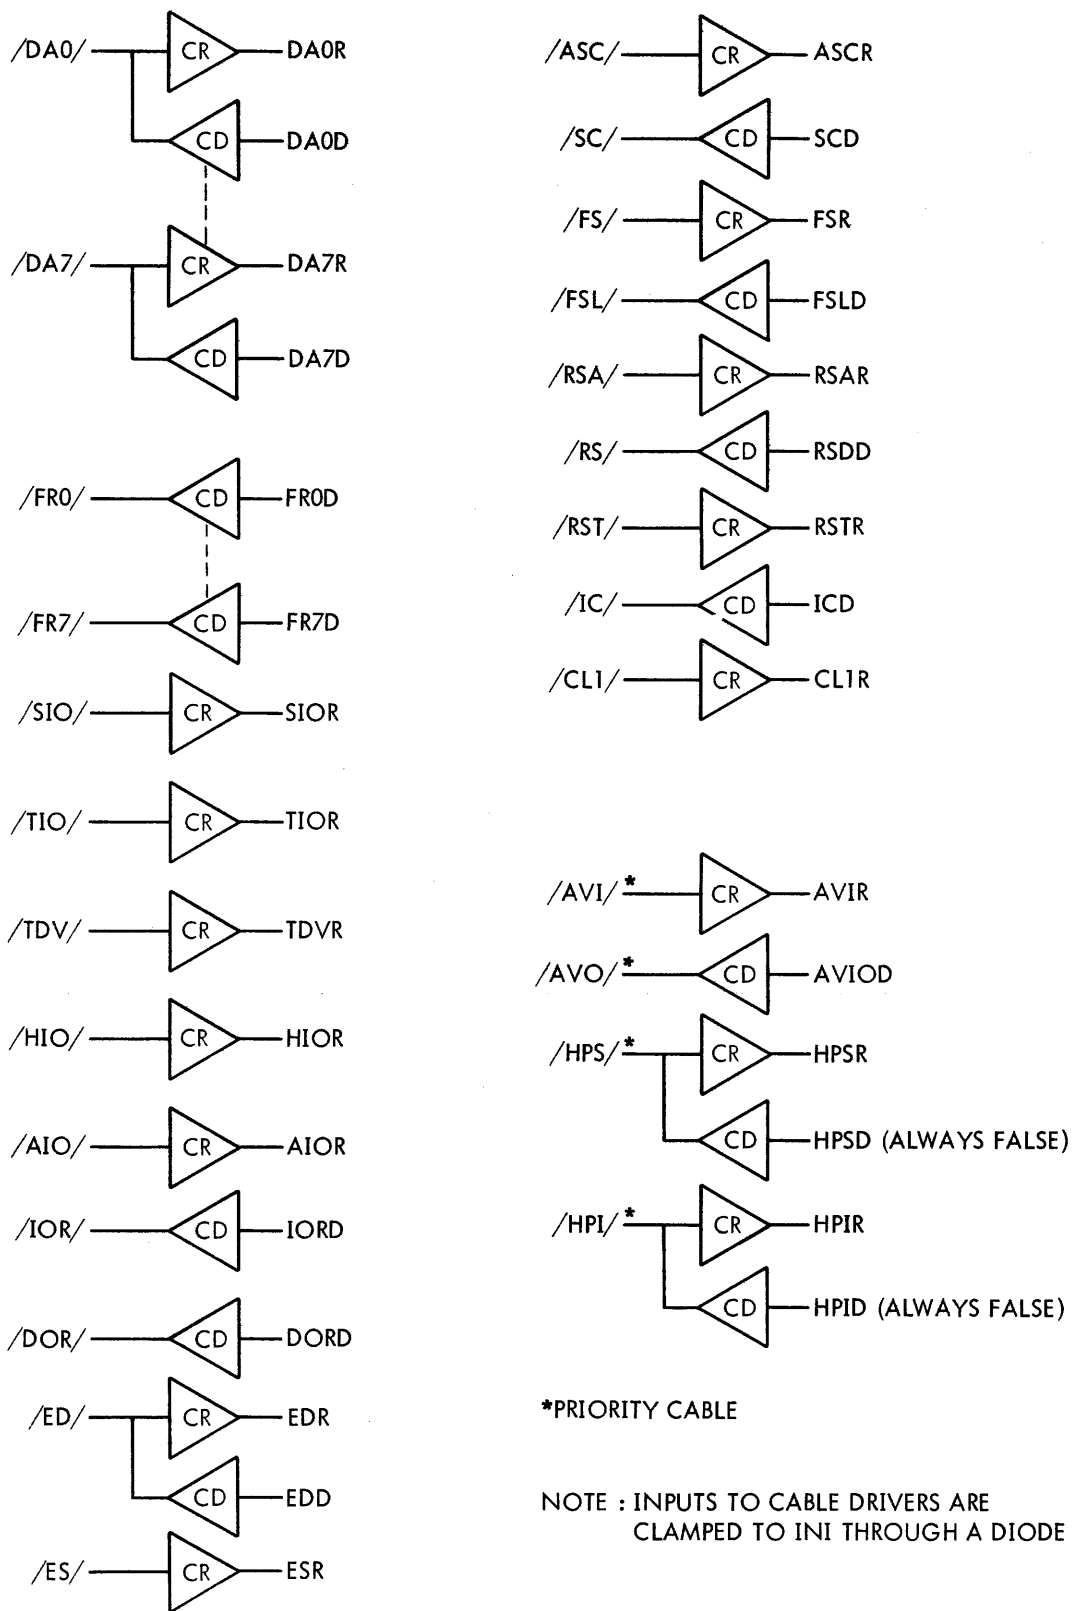 /DA0/ CR DA0R
CD DA0D
/DA7/ CR DA7R
CD DA7D
/FR0/ CD FR0D
/FR7/ CD FR7D
/SIO/ CR SIOR
/TIO/ CR TIOR
/TDV/ CR TDVR
/HIO/ CR HIOR
/AIO/ CR AIOR
/IOR/ CD IORD
/DOR/ CD DORD
/ED/ CR EDR
CD EDD
/ES/ CR ESR
/ASC/ CR ASCR
/SC/ CD SCD
/FS/ CR FSR
/FSL/ CD FSLD
/RSA/ CR RSAR
/RS/ CD RSDD
/RST/ CR RSTR
/IC/ CD ICD
/CL1/ CR CL1R
/AVI/ * CR AVIR
/AVO/ * CD AVIOD
/HPS/ * CR HPSR
CD HPSD (ALWAYS FALSE)
/HPI/ * CR HPIR
CD HPID (ALWAYS FALSE)
*PRIORITY CABLE
NOTE : INPUTS TO CABLE DRIVERS ARE
CLAMPED TO INI THROUGH A DIODE